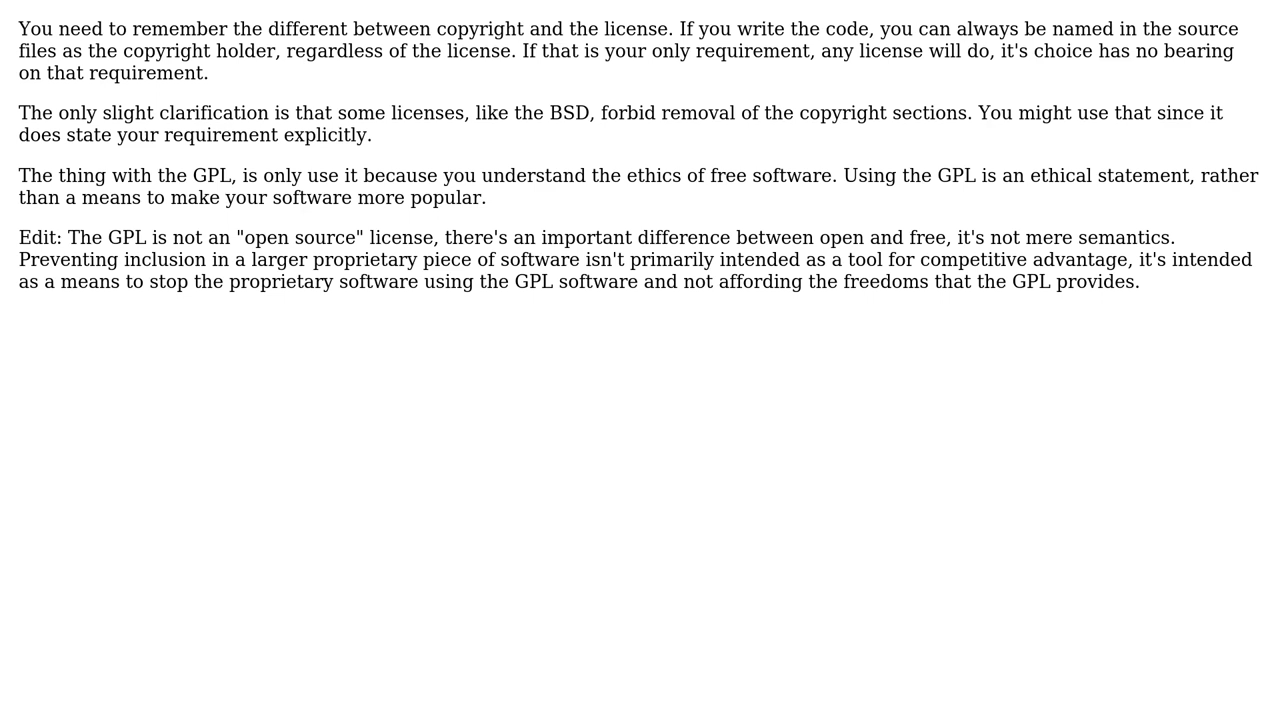 You need to remember the different between copyright and the license. If you write the code, you can always be named in the source
files as the copyright holder, regardless of the license. If that is your only requirement, any license will do, it's choice has no bearing
on that requirement.
The only slight clarification is that some licenses, like the BSD, forbid removal of the copyright sections. You might use that since it
does state your requirement explicitly.
The thing with the GPL, is only use it because you understand the ethics of free software. Using the GPL is an ethical statement, rather
than a means to make your software more popular.
Edit: The GPL is not an "open source" license, there's an important difference between open and free, it's not mere semantics.
Preventing inclusion in a larger proprietary piece of software isn't primarily intended as a tool for competitive advantage, it's intended
as a means to stop the proprietary software using the GPL software and not affording the freedoms that the GPL provides.